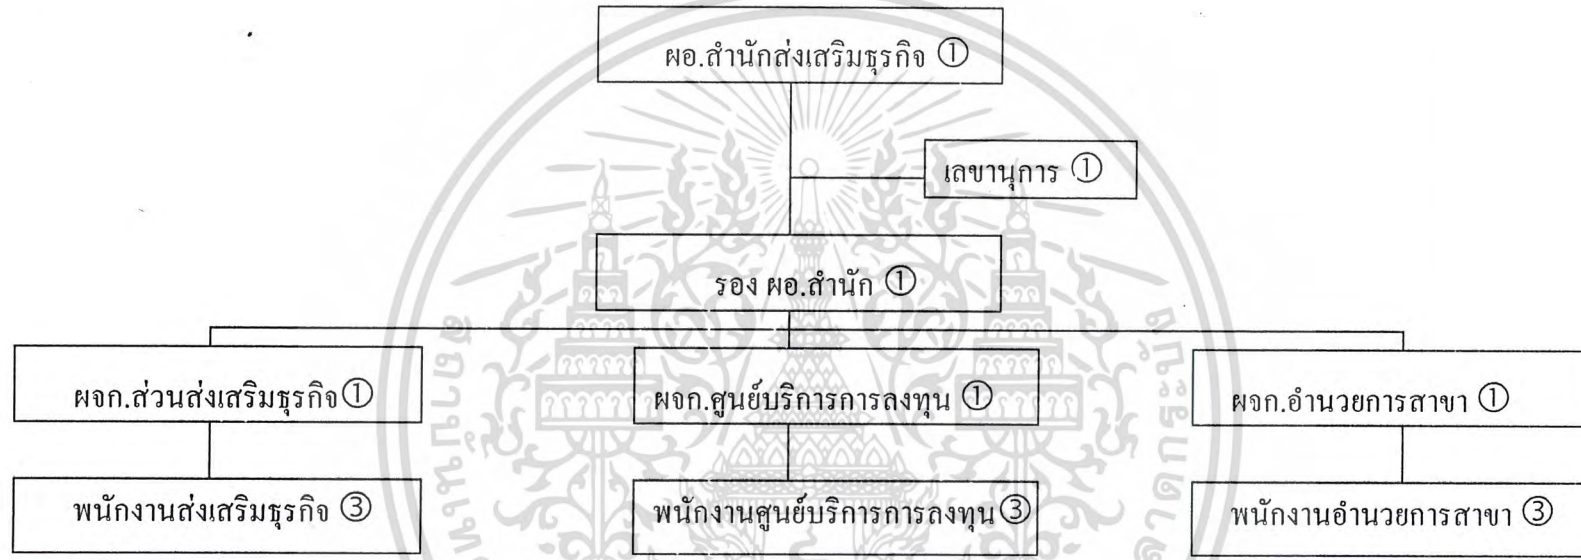 ผอ.สำนักส่งเสริมธุรกิจ ①
เลขานุการ ①
รอง ผอ.สำนัก ①
ผจก.ส่วนส่งเสริมธุรกิจ ①
ผจก.ศูนย์บริการการลงทุน ①
ผจก.อำนวยการสาขา ①
พนักงานส่งเสริมธุรกิจ ③
พนักงานศูนย์บริการการลงทุน ③
พนักงานอำนวยการสาขา ③